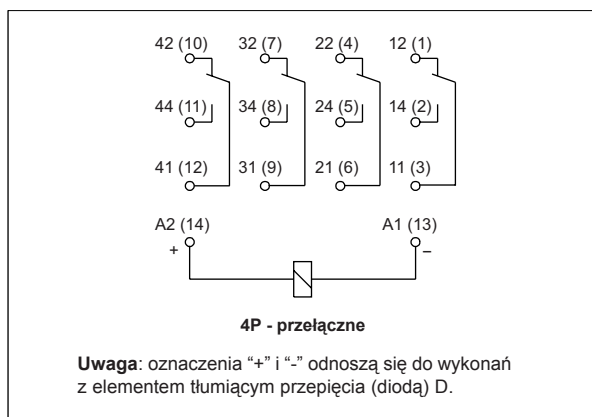 42 (10) 32 (7) 22 (4) 12 (1)
44 (11) 34 (8) 24 (5) 14 (2)
41 (12) 31 (9) 21 (6) 11 (3)
A2 (14) A1 (13)
+ –
4P - przełączne
Uwaga: oznaczenia “+” i “-” odnoszą się do wykonań
z elementem tłumiącym przepięcia (diodą) D.